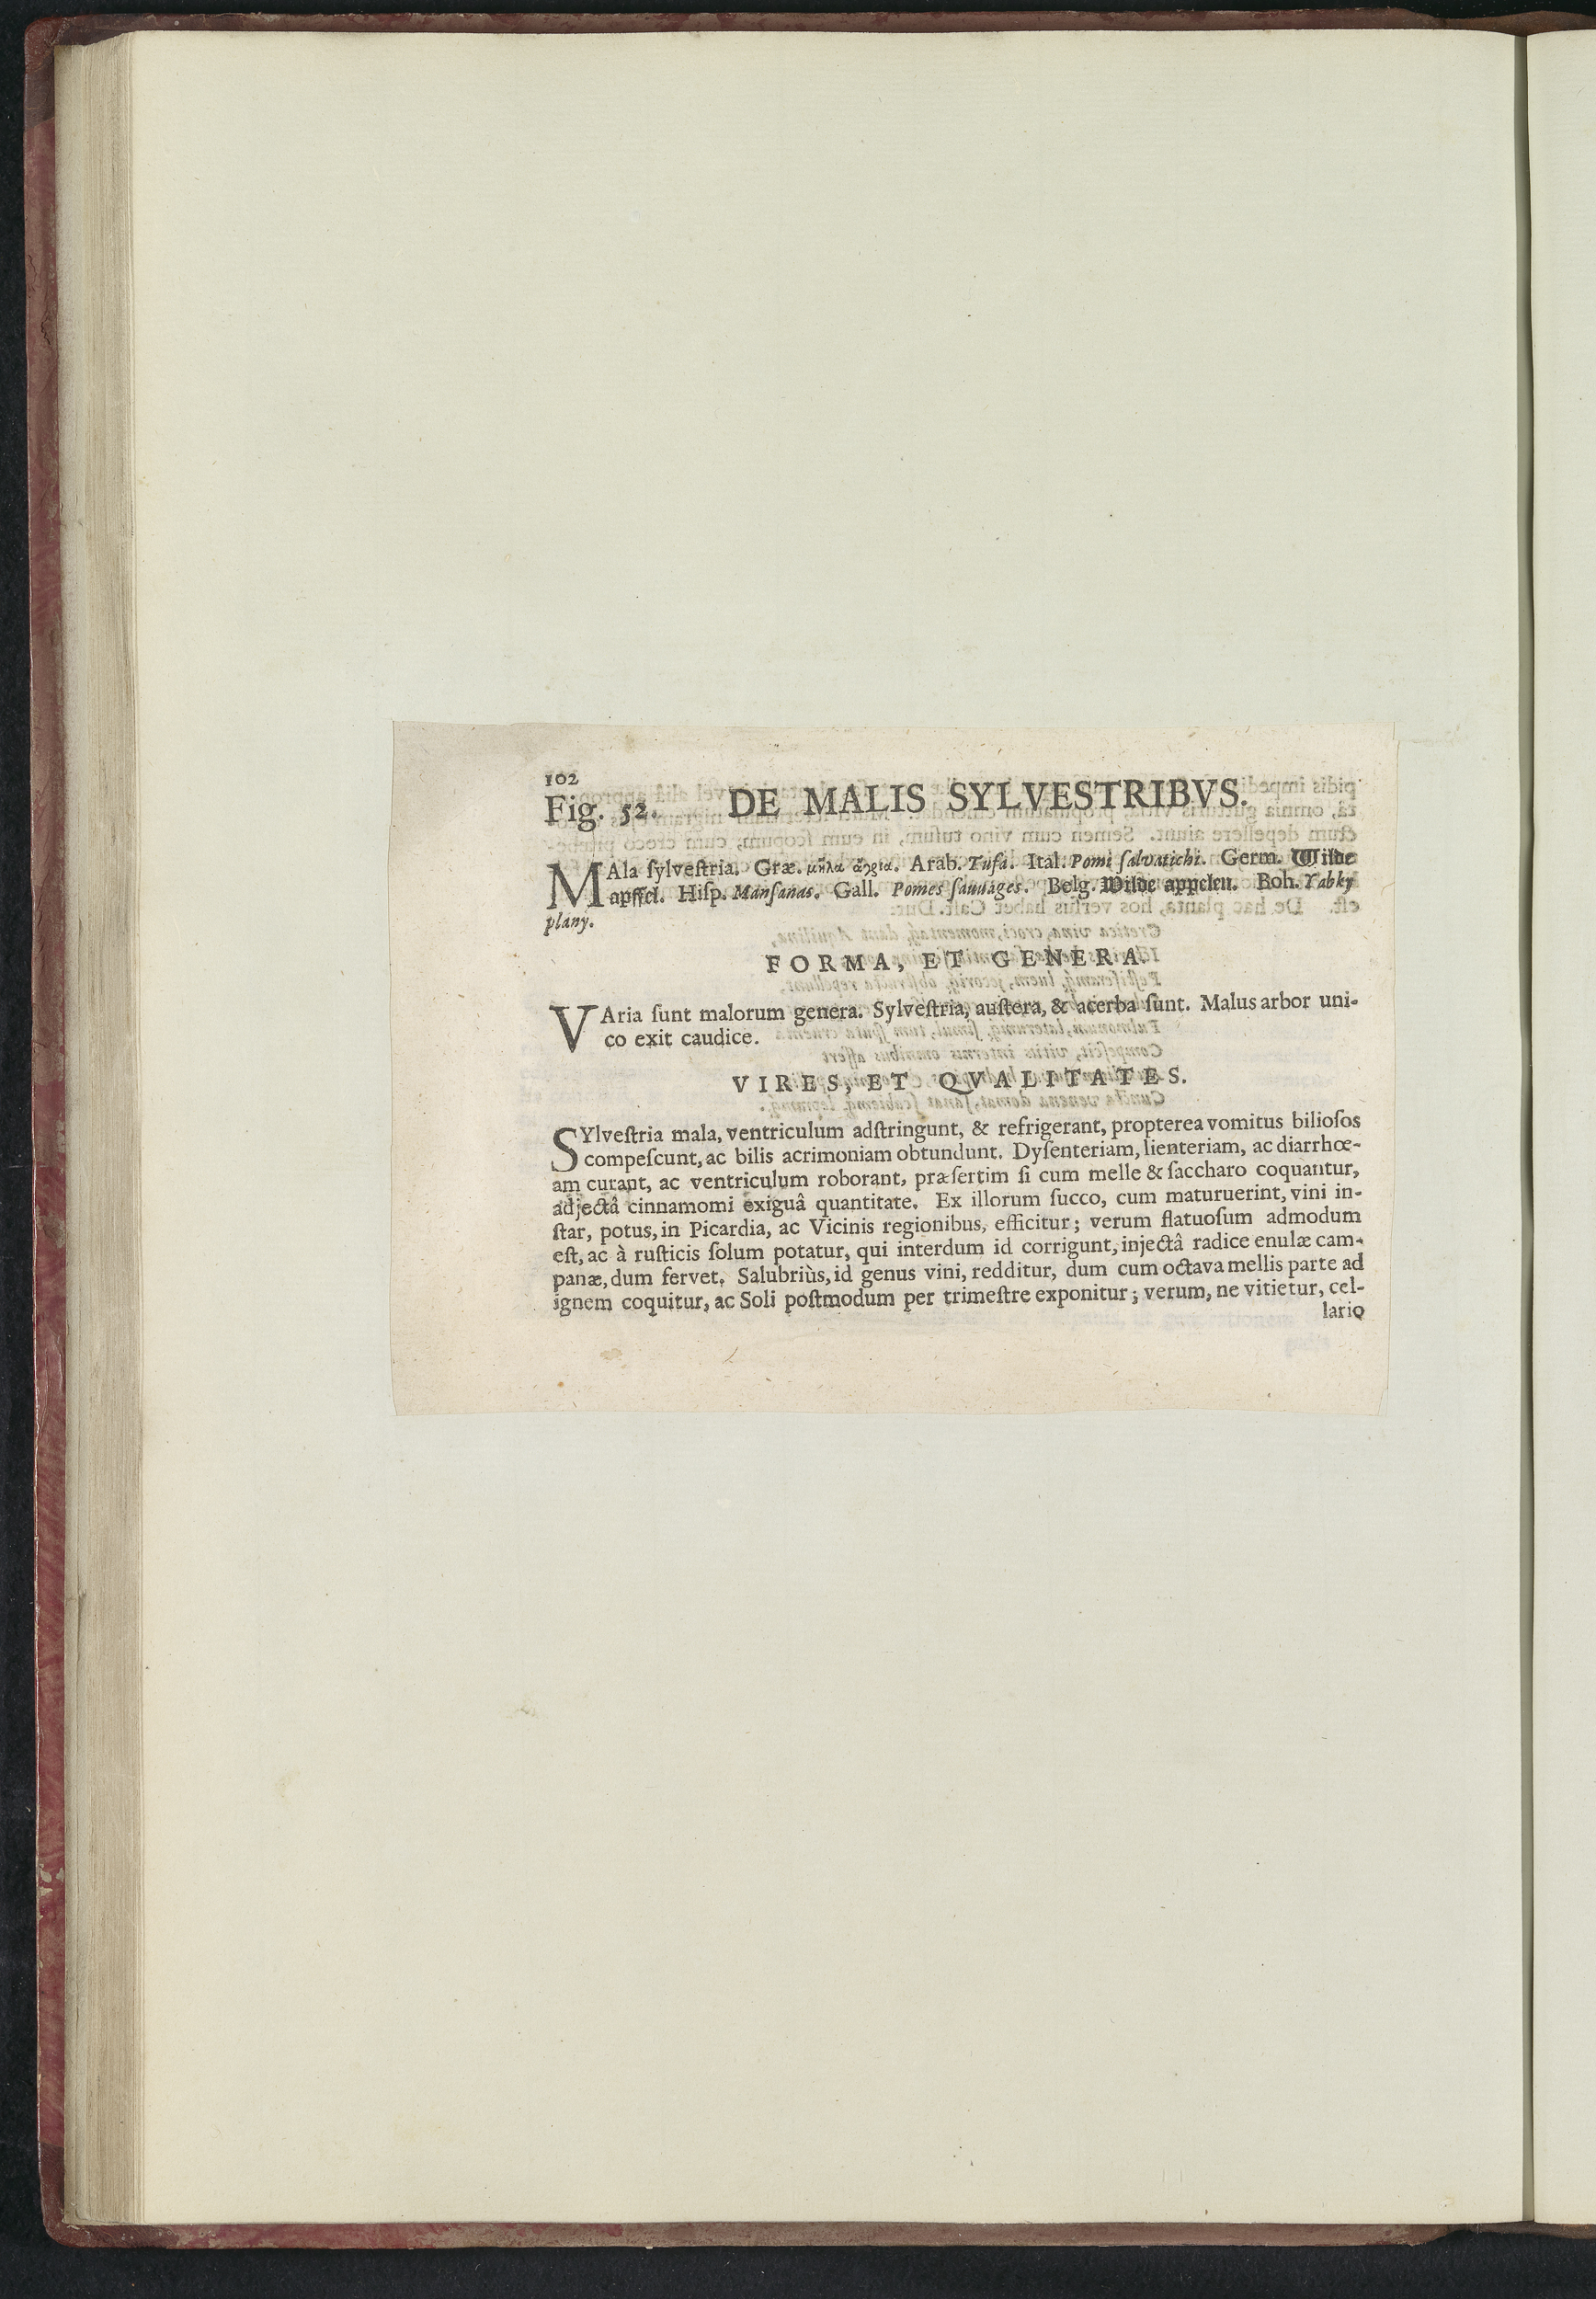 102
Fig. 52. DE MALIS SYLVESTRIBVS.
MAla ſylveſtria. Græ. μῆλα ἄγρια. Arab. Tufa. Ital. Pomi ſalvatichi. Germ. Wilde
apffel. Hiſp. Manſanas. Gall. Pomes ſauuages. Belg. Wilde appelen. Boh. Yabky
plany.
FORMA, ET GENERA.
VAria ſunt malorum genera. Sylveſtria, auſtera, & acerba ſunt. Malus arbor uni-
co exit caudice.
VIRES, ET QVALITATES.
SYlveſtria mala, ventriculum adſtringunt, & refrigerant, propterea vomitus bilioſos
compeſcunt, ac bilis acrimoniam obtundunt. Dyſenteriam, lienteriam, ac diarrhœ-
am curant, ac ventriculum roborant, præſertim ſi cum melle & ſaccharo coquantur,
adjectâ cinnamomi exiguâ quantitate. Ex illorum ſucco, cum maturuerint, vini in-
ſtar, potus, in Picardia, ac Vicinis regionibus, efficitur; verum flatuoſum admodum
eſt, ac à ruſticis ſolum potatur, qui interdum id corrigunt, injectâ radice enulæ cam-
panæ, dum fervet. Salubriùs, id genus vini, redditur, dum cum octava mellis parte ad
ignem coquitur, ac Soli poſtmodum per trimeſtre exponitur; verum, ne vitietur, cel-
lario